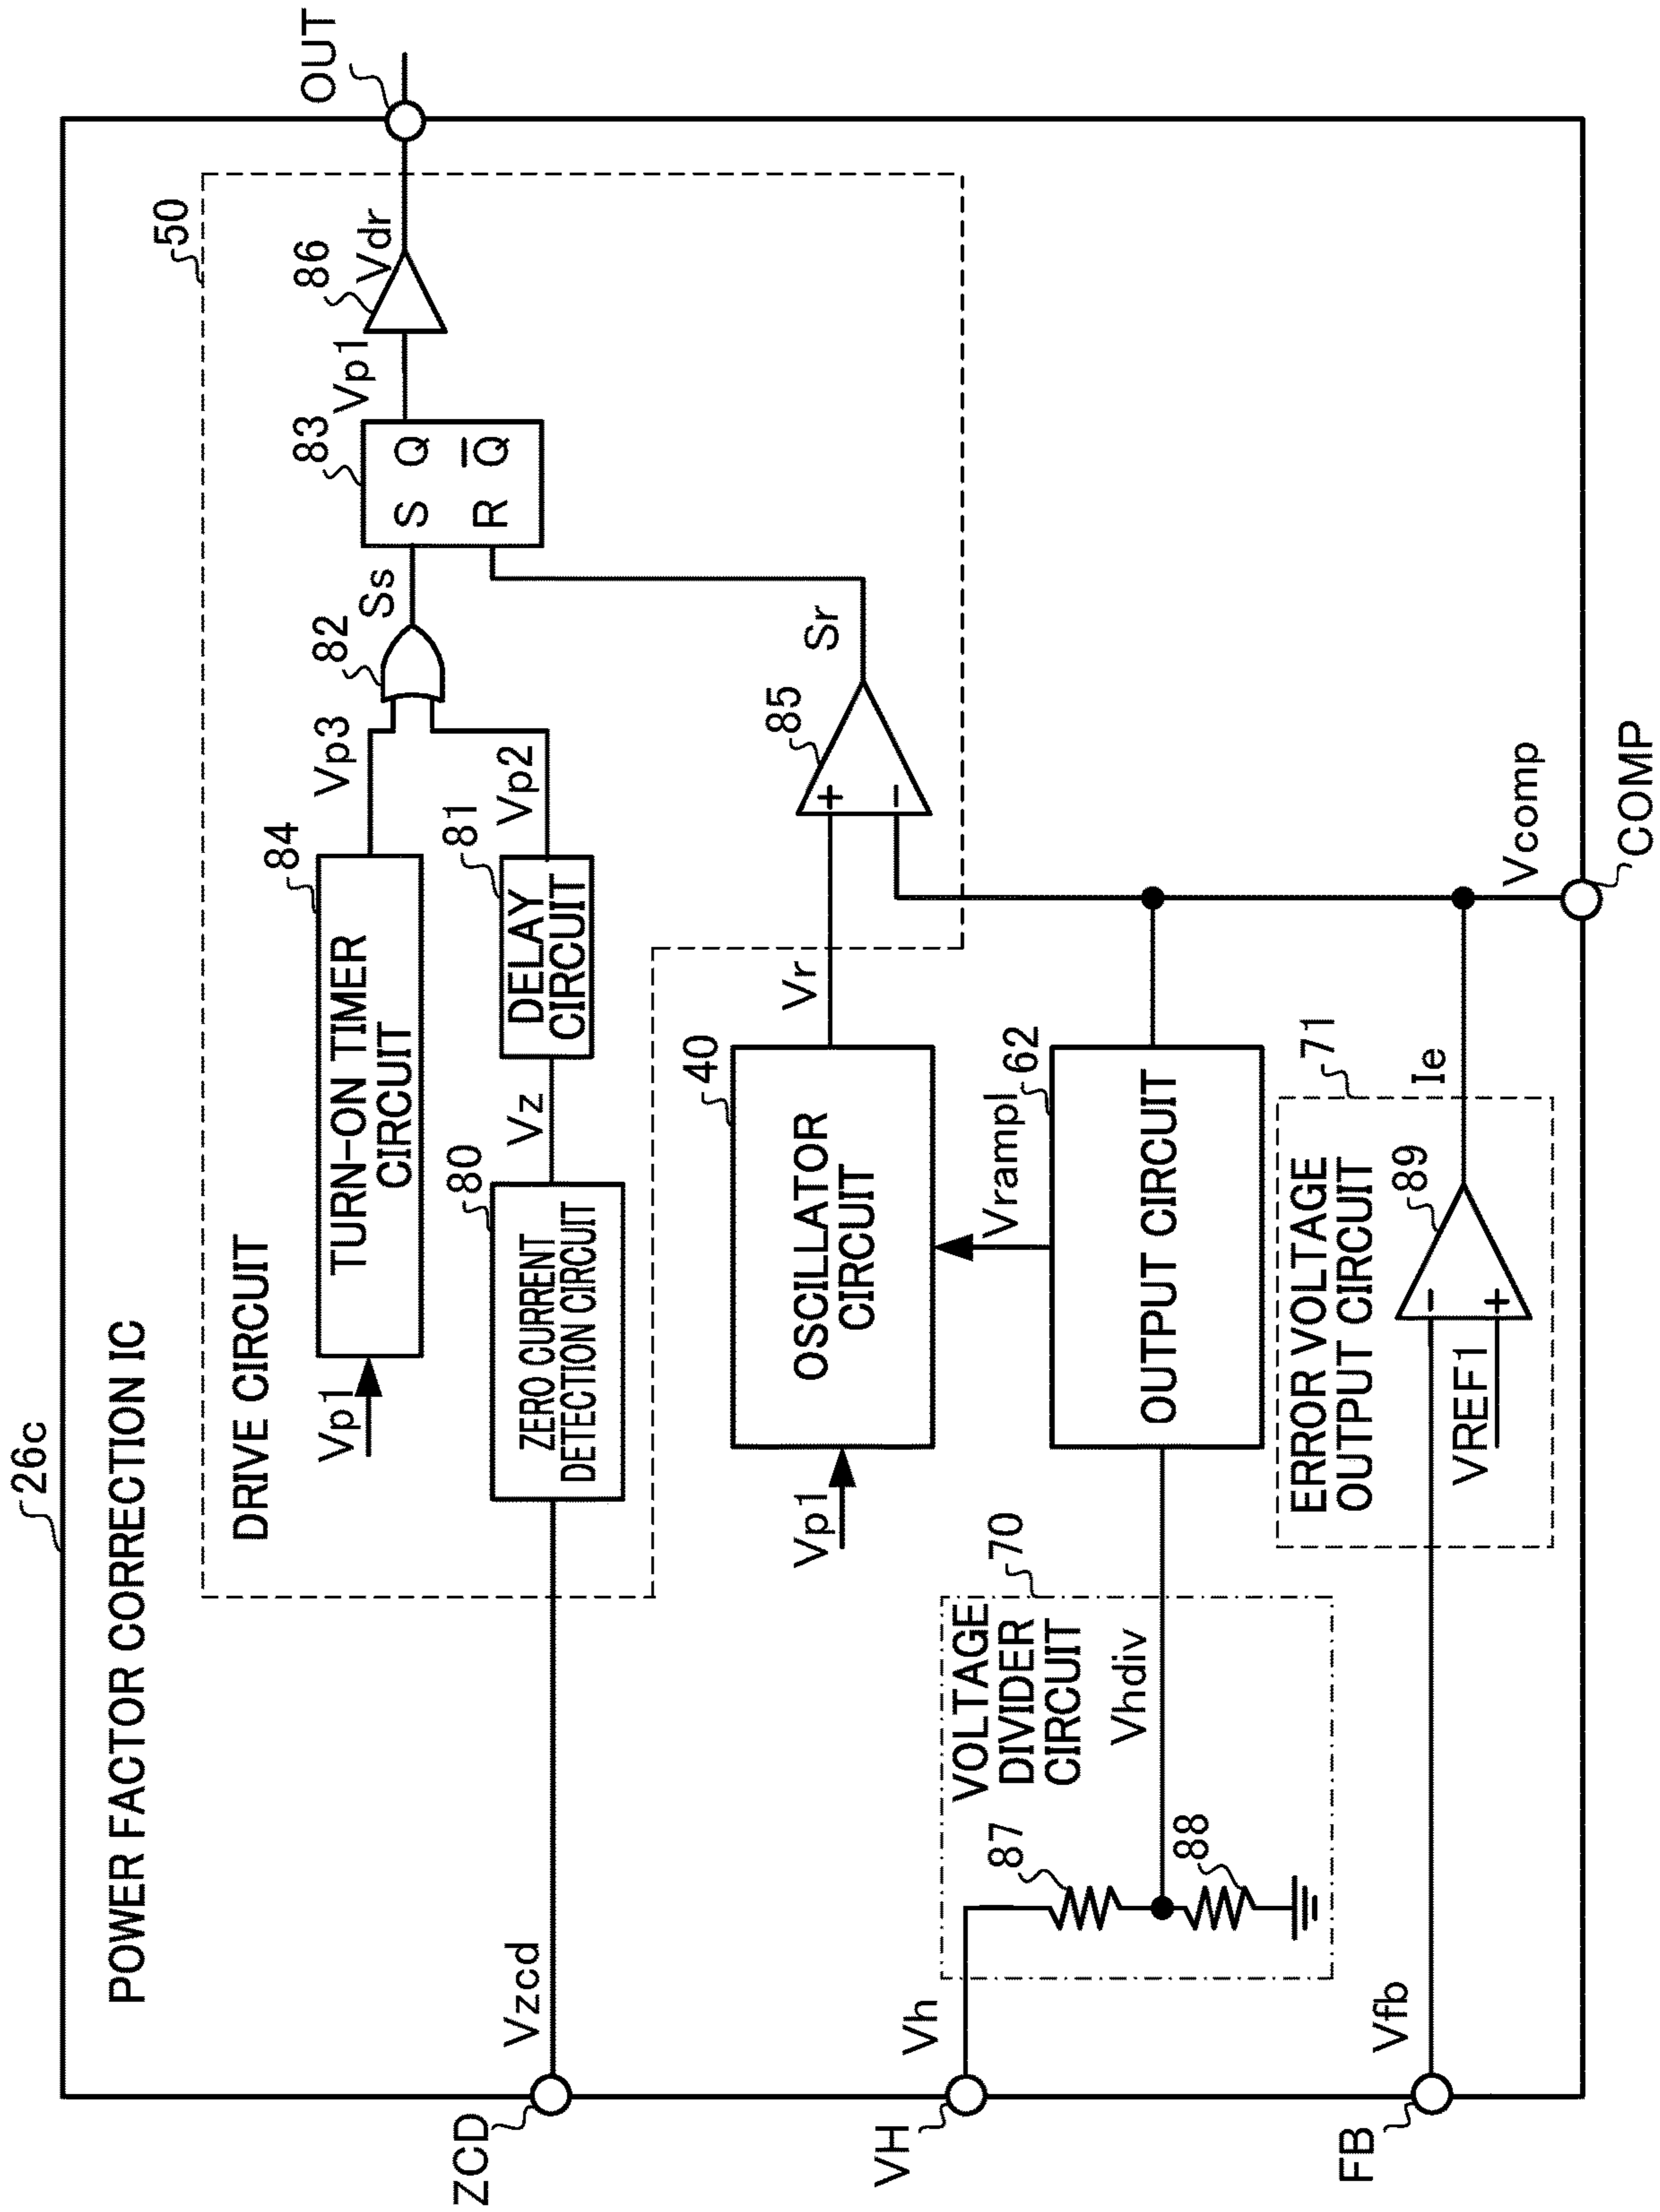 26c
POWER FACTOR CORRECTION IC
50
DRIVE CIRCUIT
Vp1
84
TURN-ON TIMER
CIRCUIT
Vp3
82
Ss
83
S Q
R Q̅
Vp1
86
Vdr
OUT
ZCD
Vzcd
80
ZERO CURRENT
DETECTION CIRCUIT
Vz
81
DELAY
CIRCUIT
Vp2
Vp1
40
OSCILLATOR
CIRCUIT
Vr
85
+
−
Sr
VH
Vh
70
VOLTAGE
DIVIDER
CIRCUIT
87
88
Vhdiv
Vrampl
62
OUTPUT CIRCUIT
71
ERROR VOLTAGE
OUTPUT CIRCUIT
FB
Vfb
VREF1
89
−
+
Ie
Vcomp
COMP